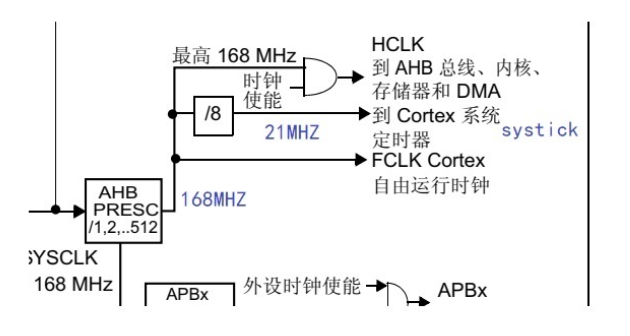 最高 168 MHz
时钟
使能
HCLK
到 AHB 总线、内核、
存储器和 DMA
/8
21MHZ
到 Cortex 系统
定时器
systick
FCLK Cortex
自由运行时钟
AHB
PRESC
/1,2,..512
168MHZ
SYSCLK
168 MHz
APBx
外设时钟使能
APBx